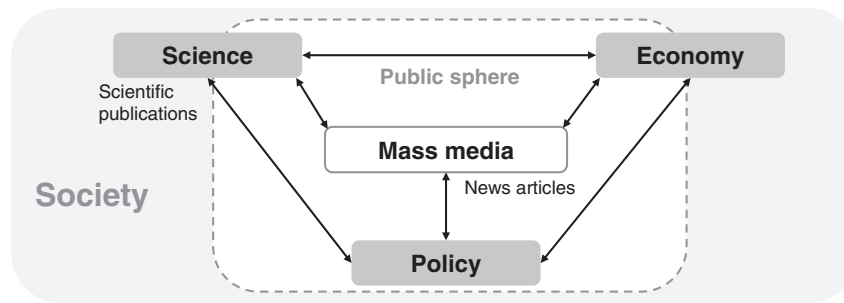 Science
Economy
Public sphere
Scientific
publications
Mass media
News articles
Society
Policy